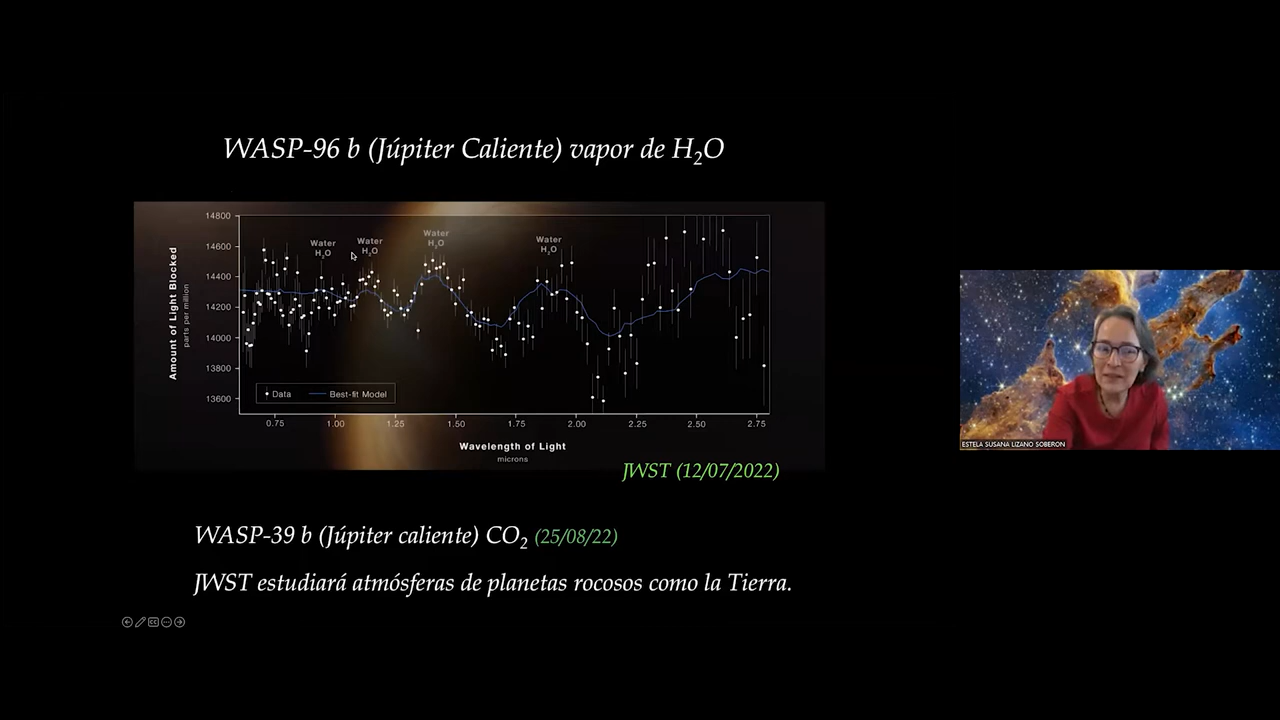 WASP-96 b (Júpiter Caliente) vapor de H₂O
14800
14600
14400
14200
14000
13800
13600
Amount of Light Blocked
parts per million
Water
H₂O
Water
H₂O
Water
H₂O
Water
H₂O
Data
Best-fit Model
0.75 1.00 1.25 1.50 1.75 2.00 2.25 2.50 2.75
Wavelength of Light
microns
JWST (12/07/2022)
WASP-39 b (Júpiter caliente) CO₂ (25/08/22)
JWST estudiará atmósferas de planetas rocosos como la Tierra.
ESTELA SUSANA LIZANO SOBERON